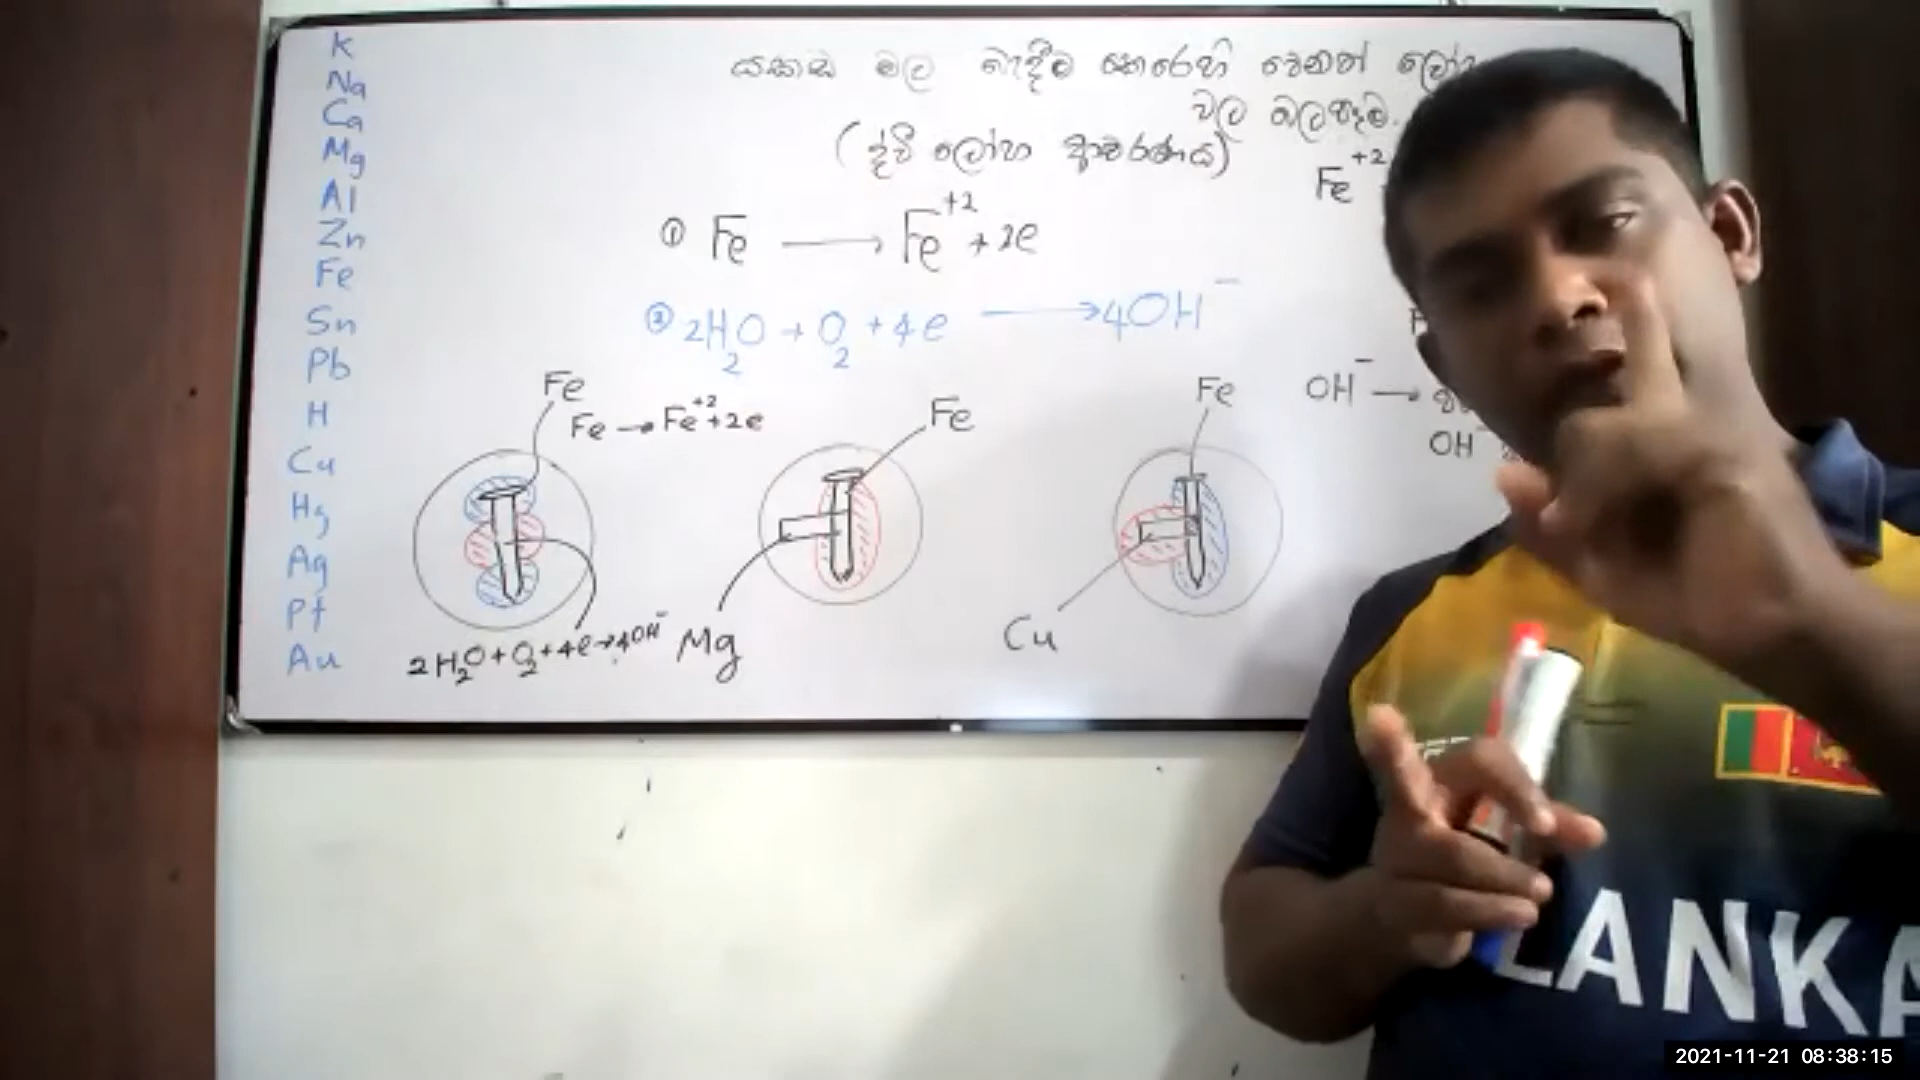 K
Na
Ca
Mg
Al
Zn
Fe
Sn
Pb
H
Cu
Hg
Ag
Pt
Au
යකඩ මල බැදීම කෙරෙහි වෙනත්
වල බලපෑම.
(ද්වි ලෝහ ආවරණය)
① Fe ⟶ Fe⁺² + 2e
② 2H₂O + O₂ + 4e ⟶ 4OH⁻
Fe
Fe → Fe⁺² + 2e
2H₂O + O₂ + 4e → 4OH⁻
Fe
Mg
Fe
Cu
Fe⁺²
OH⁻ →
OH⁻
LANKA
2021-11-21 08:38:15